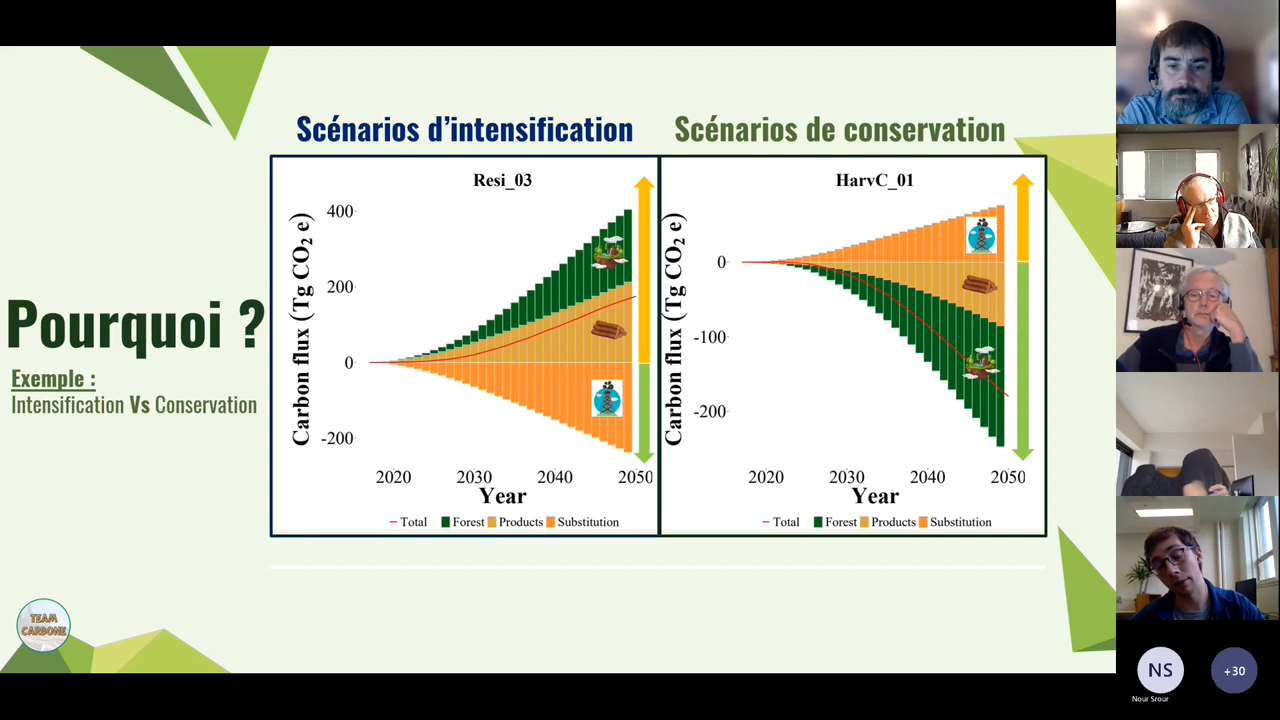 Pourquoi ?
Exemple :
Intensification Vs Conservation
Scénarios d'intensification
Scénarios de conservation
Resi_03
Carbon flux (Tg CO2 e)
400
200
0
-200
2020 2030 2040 2050
Year
Total Forest Products Substitution
HarvC_01
Carbon flux (Tg CO2 e)
0
-100
-200
2020 2030 2040 2050
Year
Total Forest Products Substitution
TEAM
CARBONE
NS
Nour Srour
+30